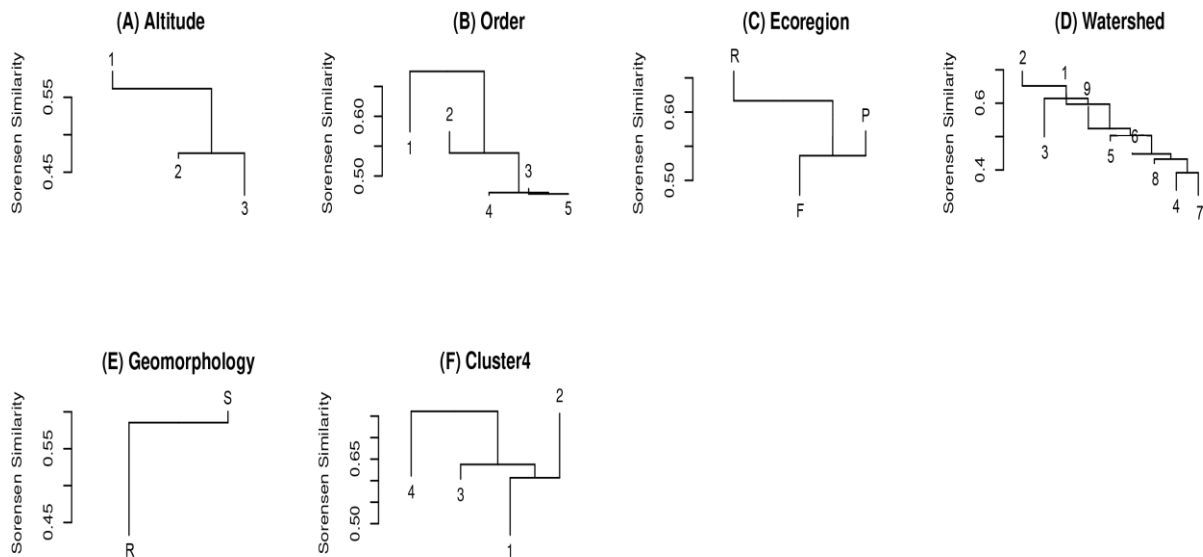 (A) Altitude
Sorensen Similarity
0.55
0.45
1
2
3
(B) Order
Sorensen Similarity
0.60
0.50
1
2
3
4
5
(C) Ecoregion
Sorensen Similarity
0.60
0.50
R
P
F
(D) Watershed
Sorensen Similarity
0.6
0.4
2
1
9
3
6
5
8
4
7
(E) Geomorphology
Sorensen Similarity
0.55
0.45
S
R
(F) Cluster4
Sorensen Similarity
0.65
0.50
2
4
3
1